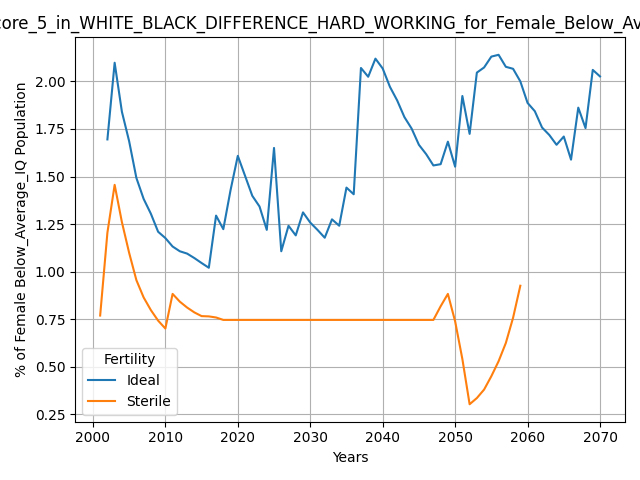 core_5_in_WHITE_BLACK_DIFFERENCE_HARD_WORKING_for_Female_Below_Av
% of Female Below_Average_IQ Population
2.00
1.75
1.50
1.25
1.00
0.75
0.50
0.25
Fertility
Ideal
Sterile
2000 2010 2020 2030 2040 2050 2060 2070
Years